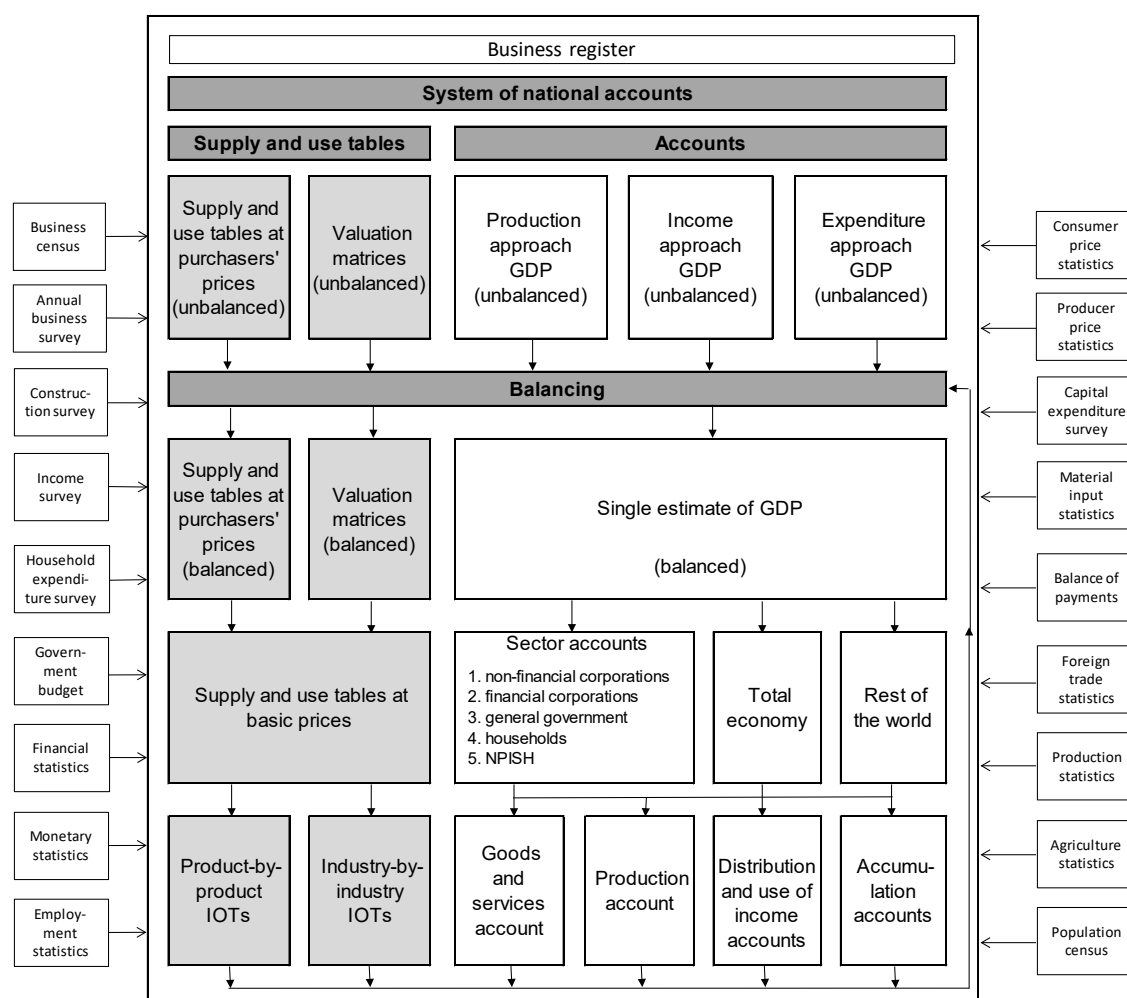 Business register
System of national accounts
Supply and use tables
Accounts
Supply and
use tables at
purchasers'
prices
(unbalanced)
Valuation
matrices
(unbalanced)
Production
approach
GDP
(unbalanced)
Income
approach
GDP
(unbalanced)
Expenditure
approach
GDP
(unbalanced)
Balancing
Supply and
use tables at
purchasers'
prices
(balanced)
Valuation
matrices
(balanced)
Single estimate of GDP
(balanced)
Supply and use tables at
basic prices
Sector accounts
1. non-financial corporations
2. financial corporations
3. general government
4. households
5. NPISH
Total
economy
Rest of
the world
Product-by-
product
IOTs
Industry-by-
industry
IOTs
Goods
and
services
account
Production
account
Distribution
and use of
income
accounts
Accumu-
lation
accounts
Business
census
Annual
business
survey
Construc-
tion survey
Income
survey
Household
expendi-
ture survey
Govern-
ment
budget
Financial
statistics
Monetary
statistics
Employ-
ment
statistics
Consumer
price
statistics
Producer
price
statistics
Capital
expenditure
survey
Material
input
statistics
Balance of
payments
Foreign
trade
statistics
Production
statistics
Agriculture
statistics
Population
census